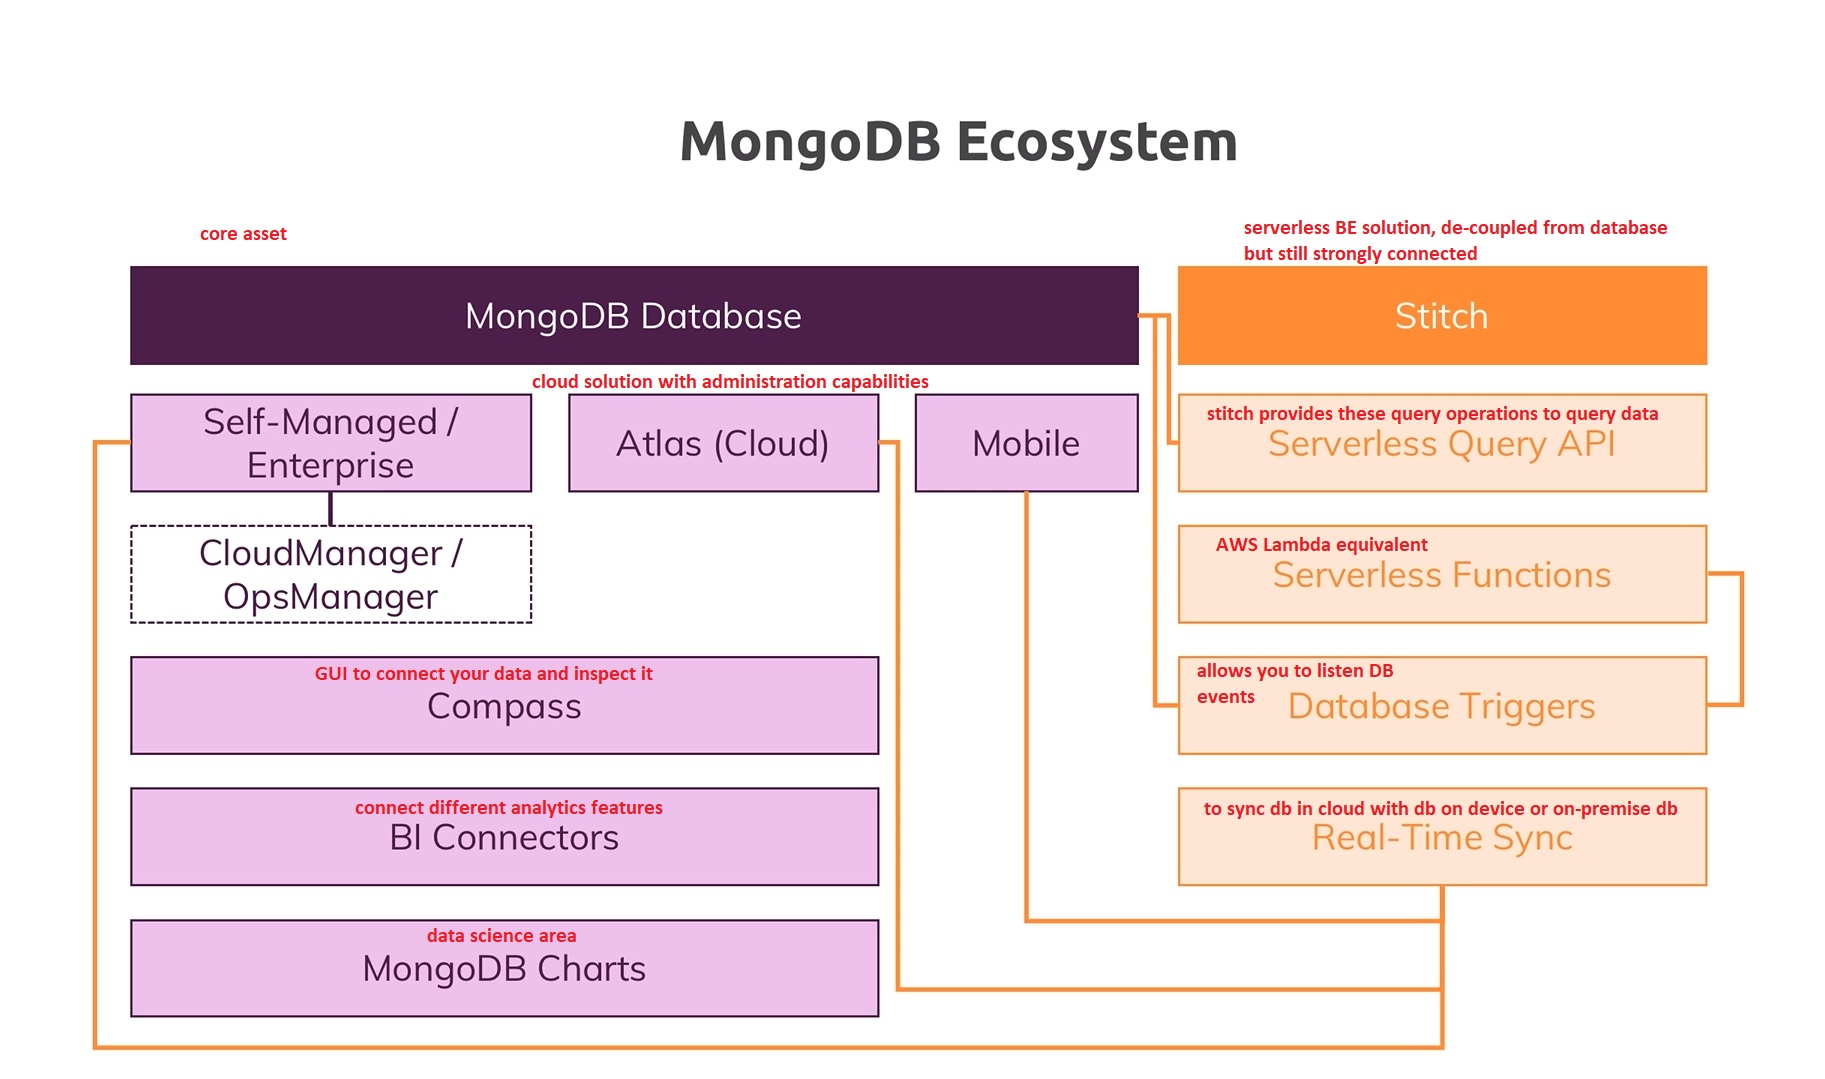 MongoDB Ecosystem
core asset
serverless BE solution, de-coupled from database
but still strongly connected
MongoDB Database
Stitch
cloud solution with administration capabilities
Self-Managed /
Enterprise
Atlas (Cloud)
Mobile
stitch provides these query operations to query data
Serverless Query API
CloudManager /
OpsManager
AWS Lambda equivalent
Serverless Functions
GUI to connect your data and inspect it
Compass
allows you to listen DB
events
Database Triggers
connect different analytics features
BI Connectors
to sync db in cloud with db on device or on-premise db
Real-Time Sync
data science area
MongoDB Charts